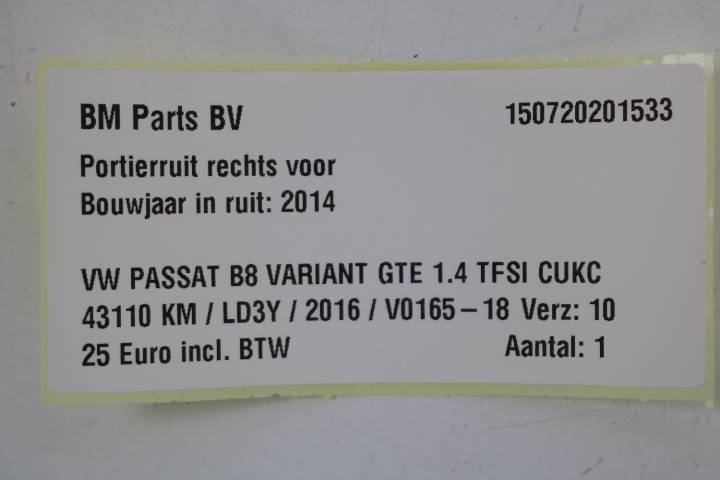 BM Parts BV 150720201533
Portierruit rechts voor
Bouwjaar in ruit: 2014
VW PASSAT B8 VARIANT GTE 1.4 TFSI CUKC
43110 KM / LD3Y / 2016 / V0165-18 Verz: 10
25 Euro incl. BTW Aantal: 1